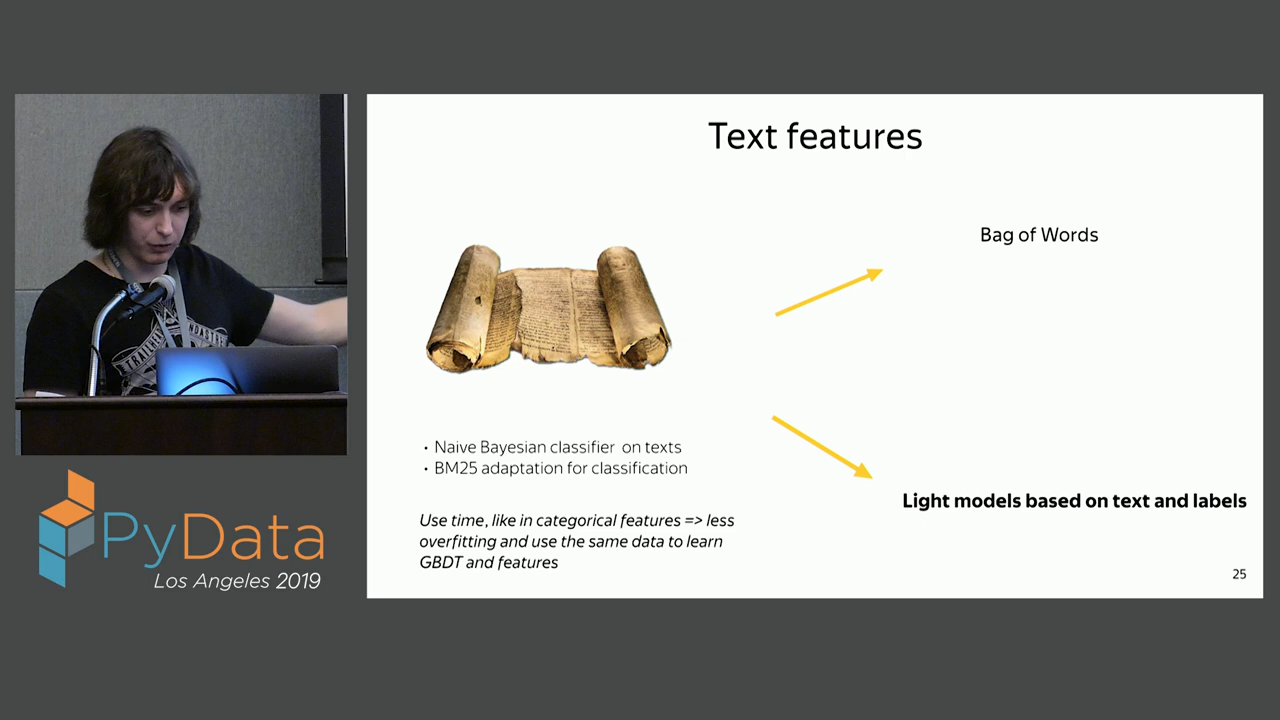 Text features
Bag of Words
• Naive Bayesian classifier on texts
• BM25 adaptation for classification
Light models based on text and labels
Use time, like in categorical features => less
overfitting and use the same data to learn
GBDT and features
25
PyData
Los Angeles 2019